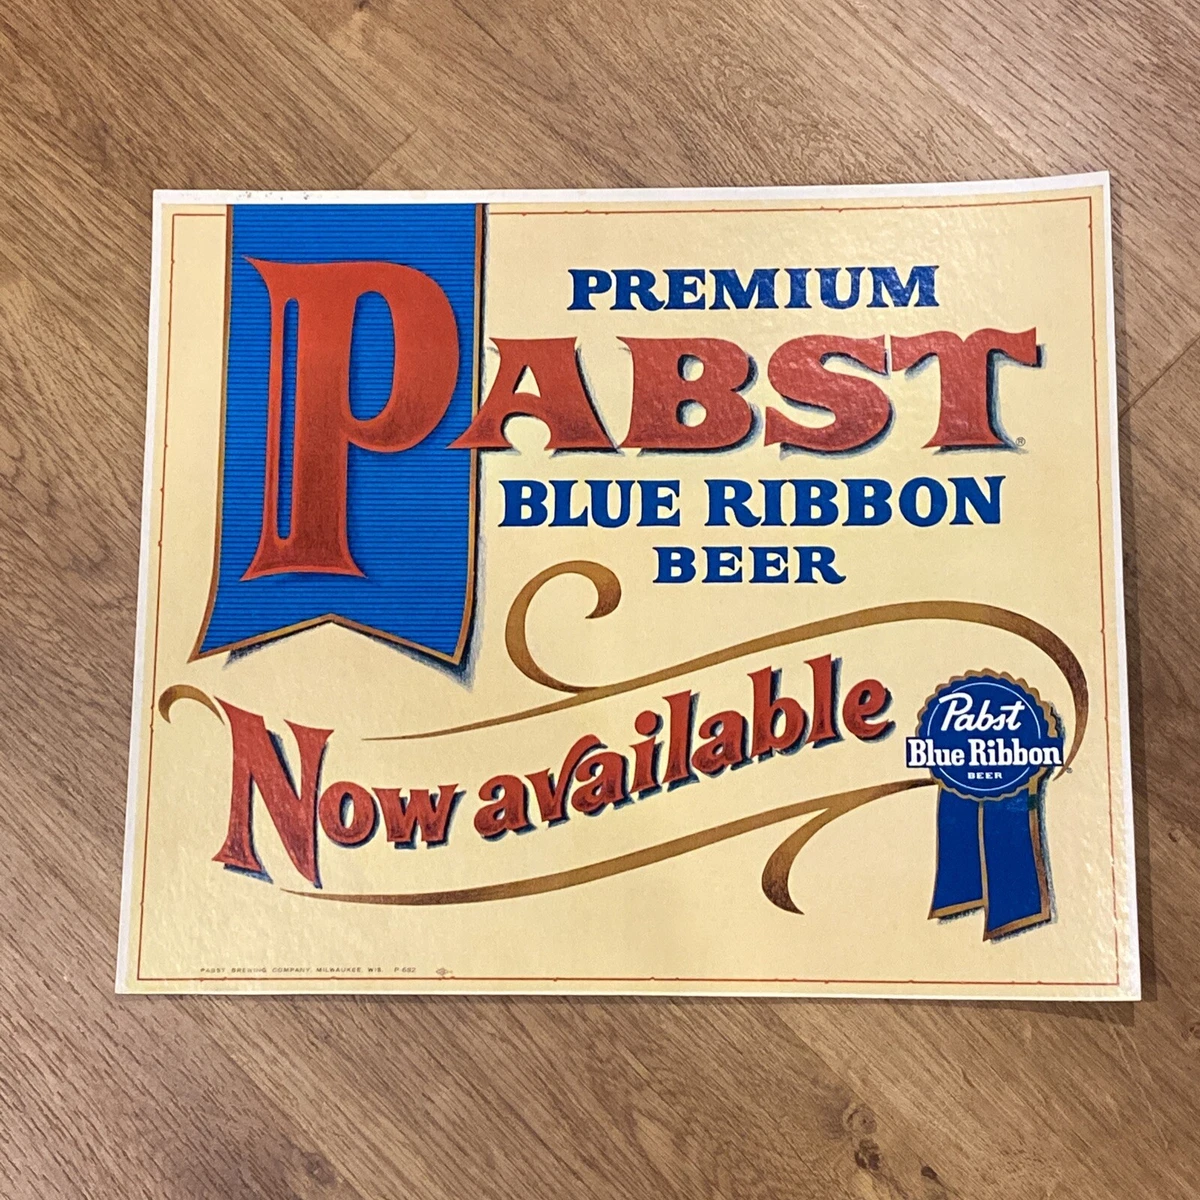 PREMIUM
PABST®
BLUE RIBBON
BEER
Now available
Pabst
Blue Ribbon®
BEER
PABST BREWING COMPANY, MILWAUKEE, WIS. P-682